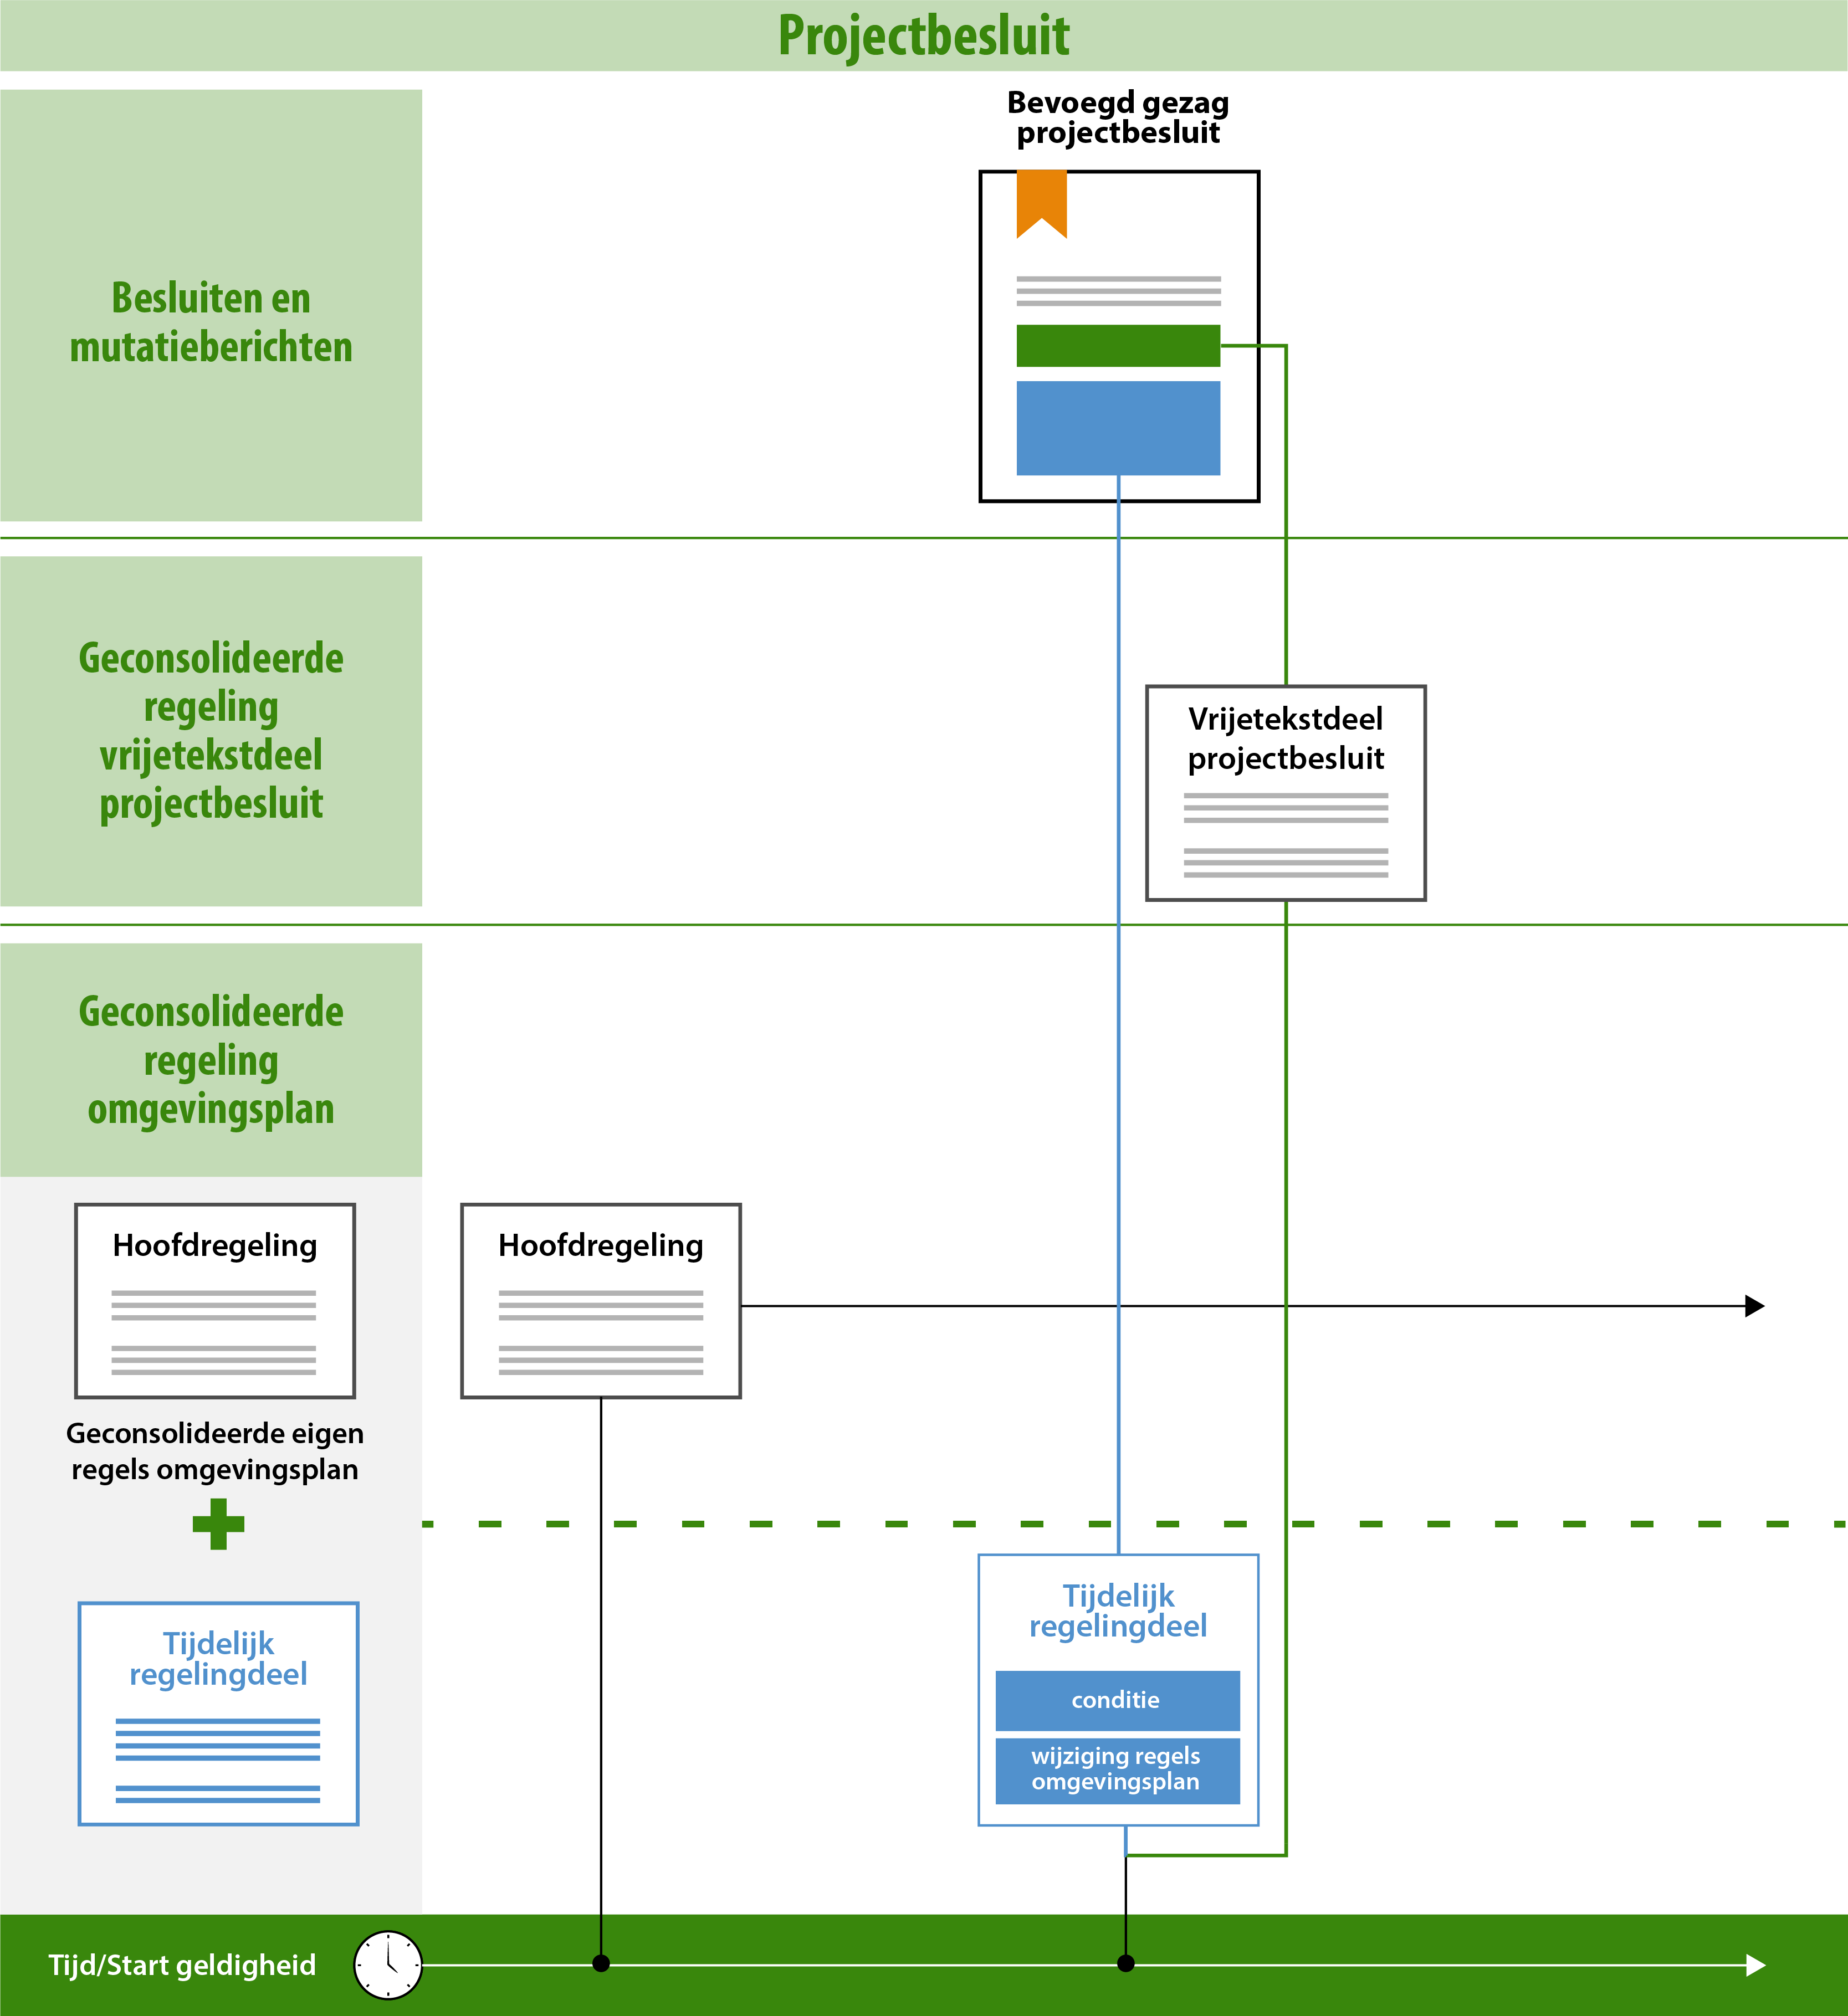 Projectbesluit
Bevoegd gezag
projectbesluit
Besluiten en
mutatieberichten
Geconsolideerde
regeling
vrijetekstdeel
projectbesluit
Vrijetekstdeel
projectbesluit
Geconsolideerde
regeling
omgevingsplan
Hoofdregeling
Hoofdregeling
Geconsolideerde eigen
regels omgevingsplan
Tijdelijk
regelingdeel
Tijdelijk
regelingdeel
conditie
wijziging regels
omgevingsplan
Tijd/Start geldigheid